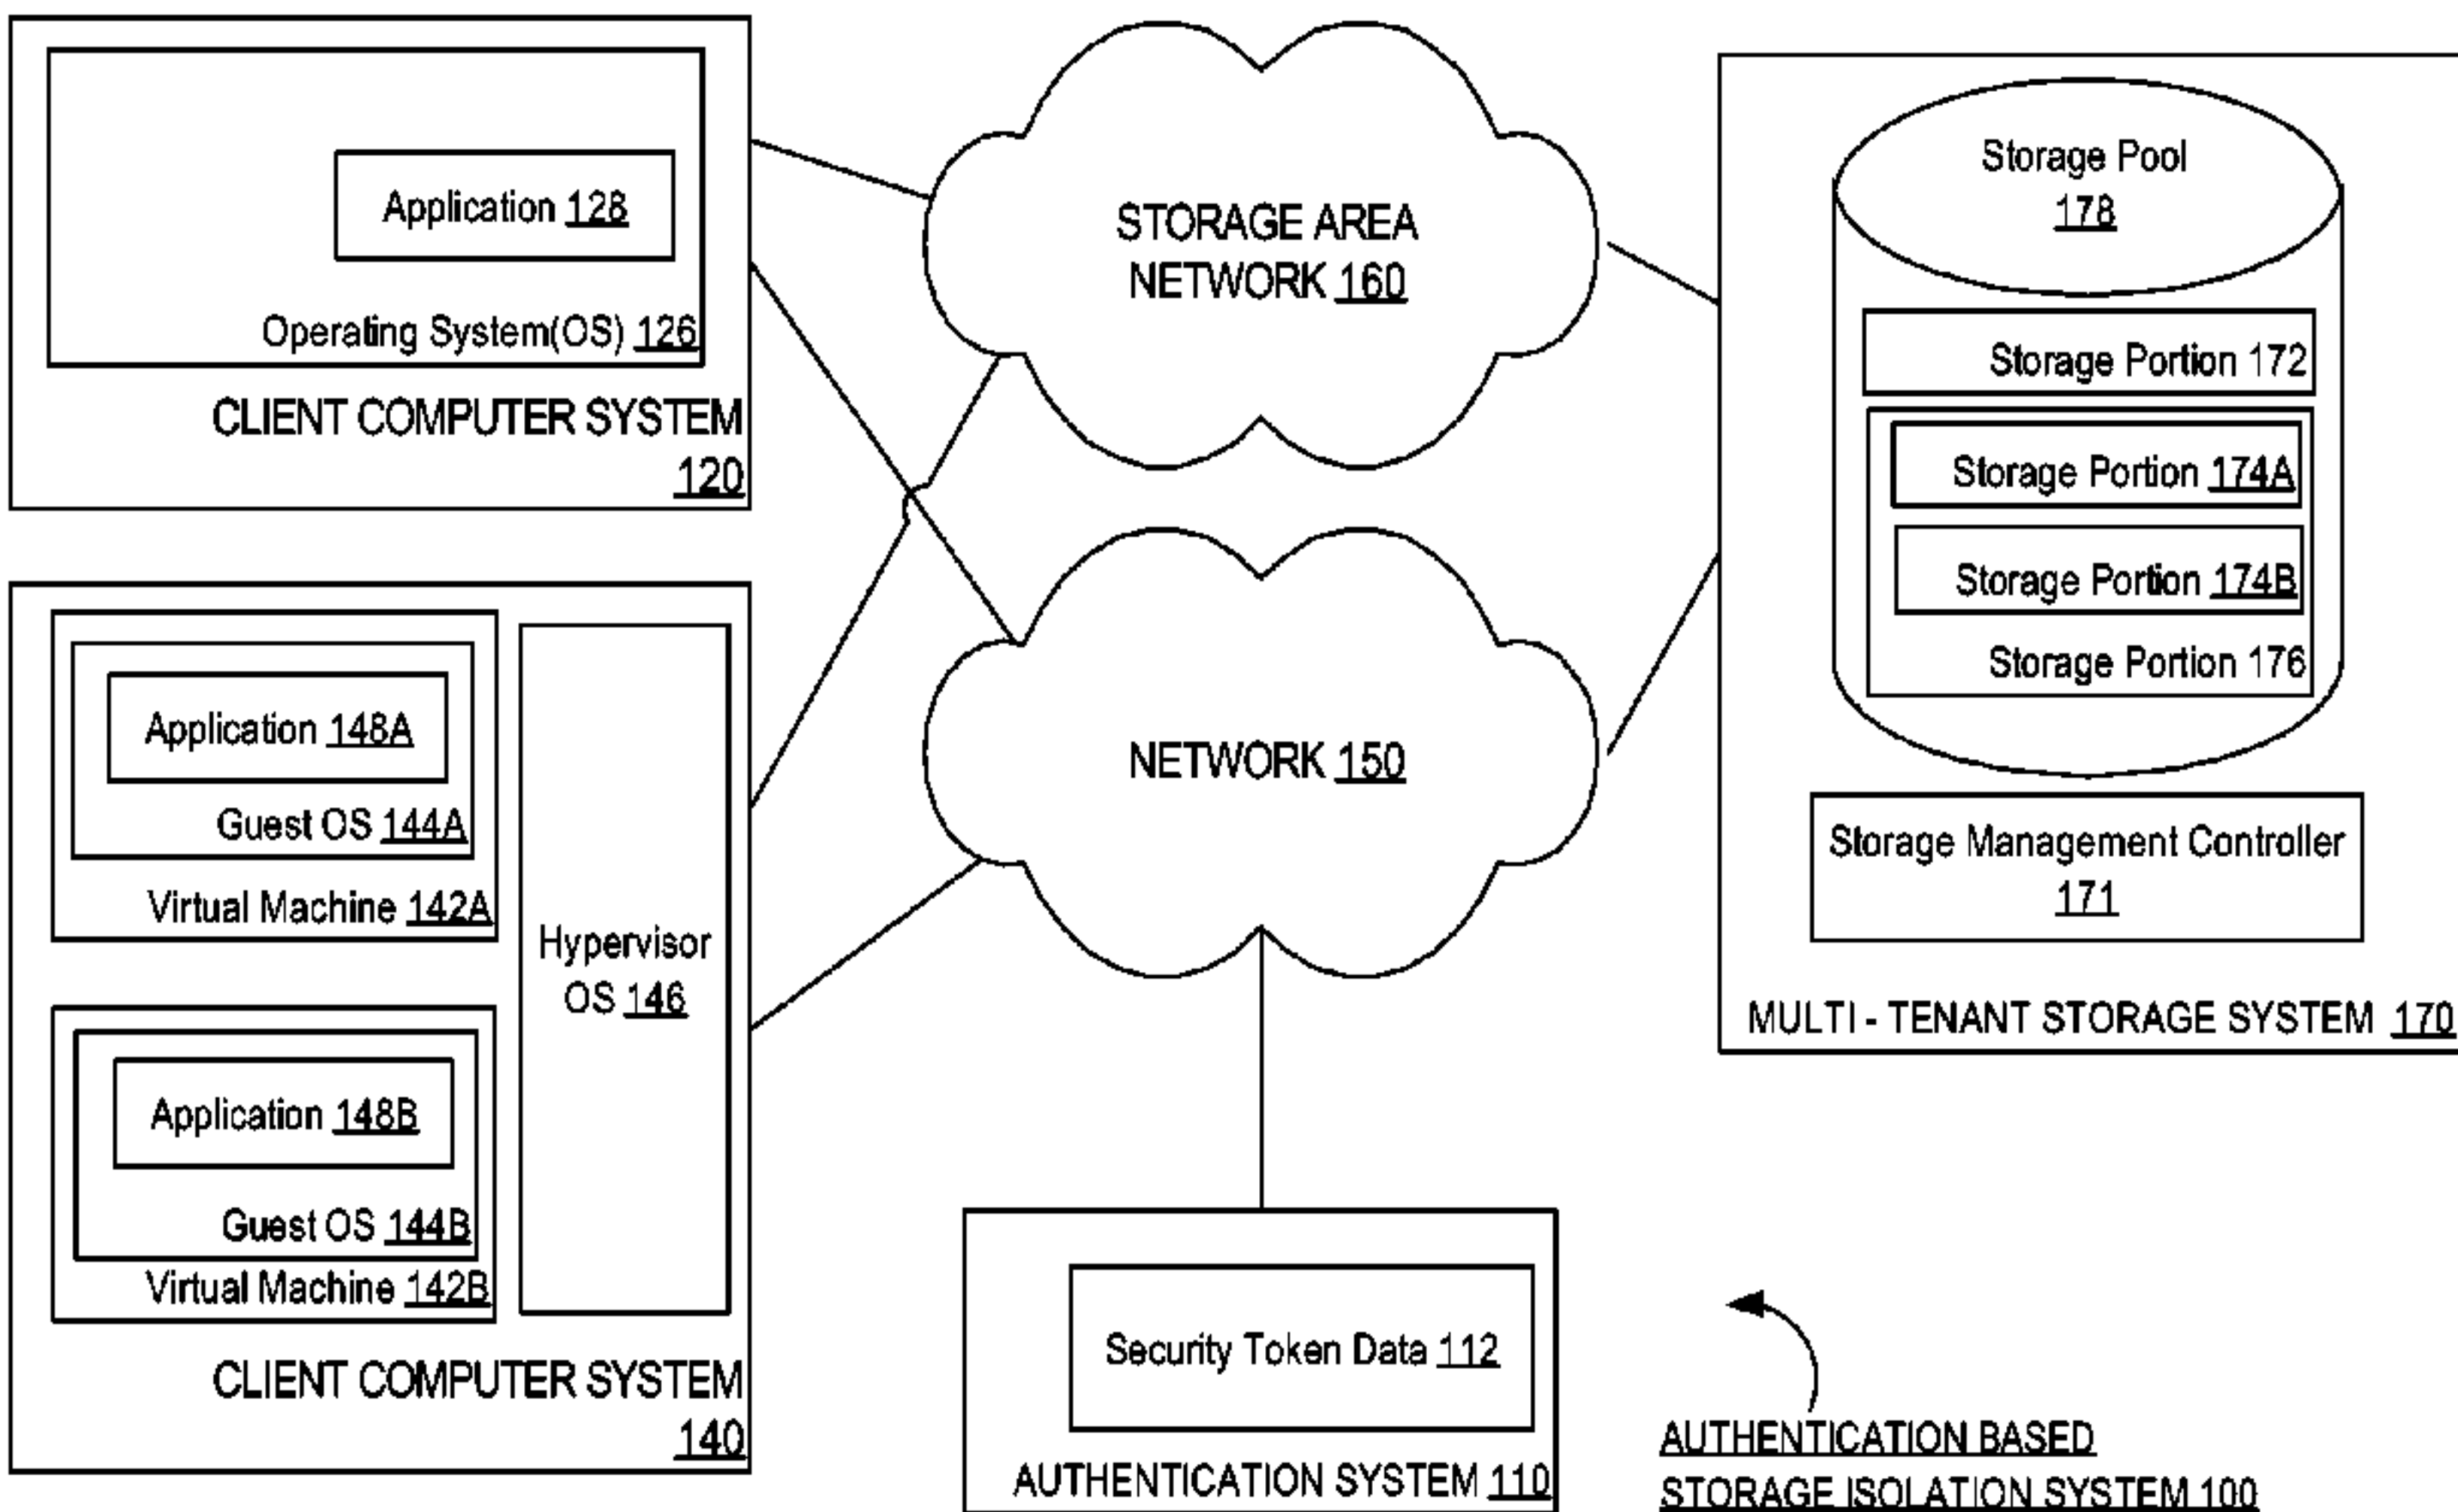 Application 128
Operating System(OS) 126
CLIENT COMPUTER SYSTEM
120
Application 148A
Guest OS 144A
Virtual Machine 142A
Application 148B
Guest OS 144B
Virtual Machine 142B
Hypervisor
OS 146
CLIENT COMPUTER SYSTEM
140
STORAGE AREA
NETWORK 160
NETWORK 150
Security Token Data 112
AUTHENTICATION SYSTEM 110
Storage Pool
178
Storage Portion 172
Storage Portion 174A
Storage Portion 174B
Storage Portion 176
Storage Management Controller
171
MULTI - TENANT STORAGE SYSTEM 170
AUTHENTICATION BASED
STORAGE ISOLATION SYSTEM 100